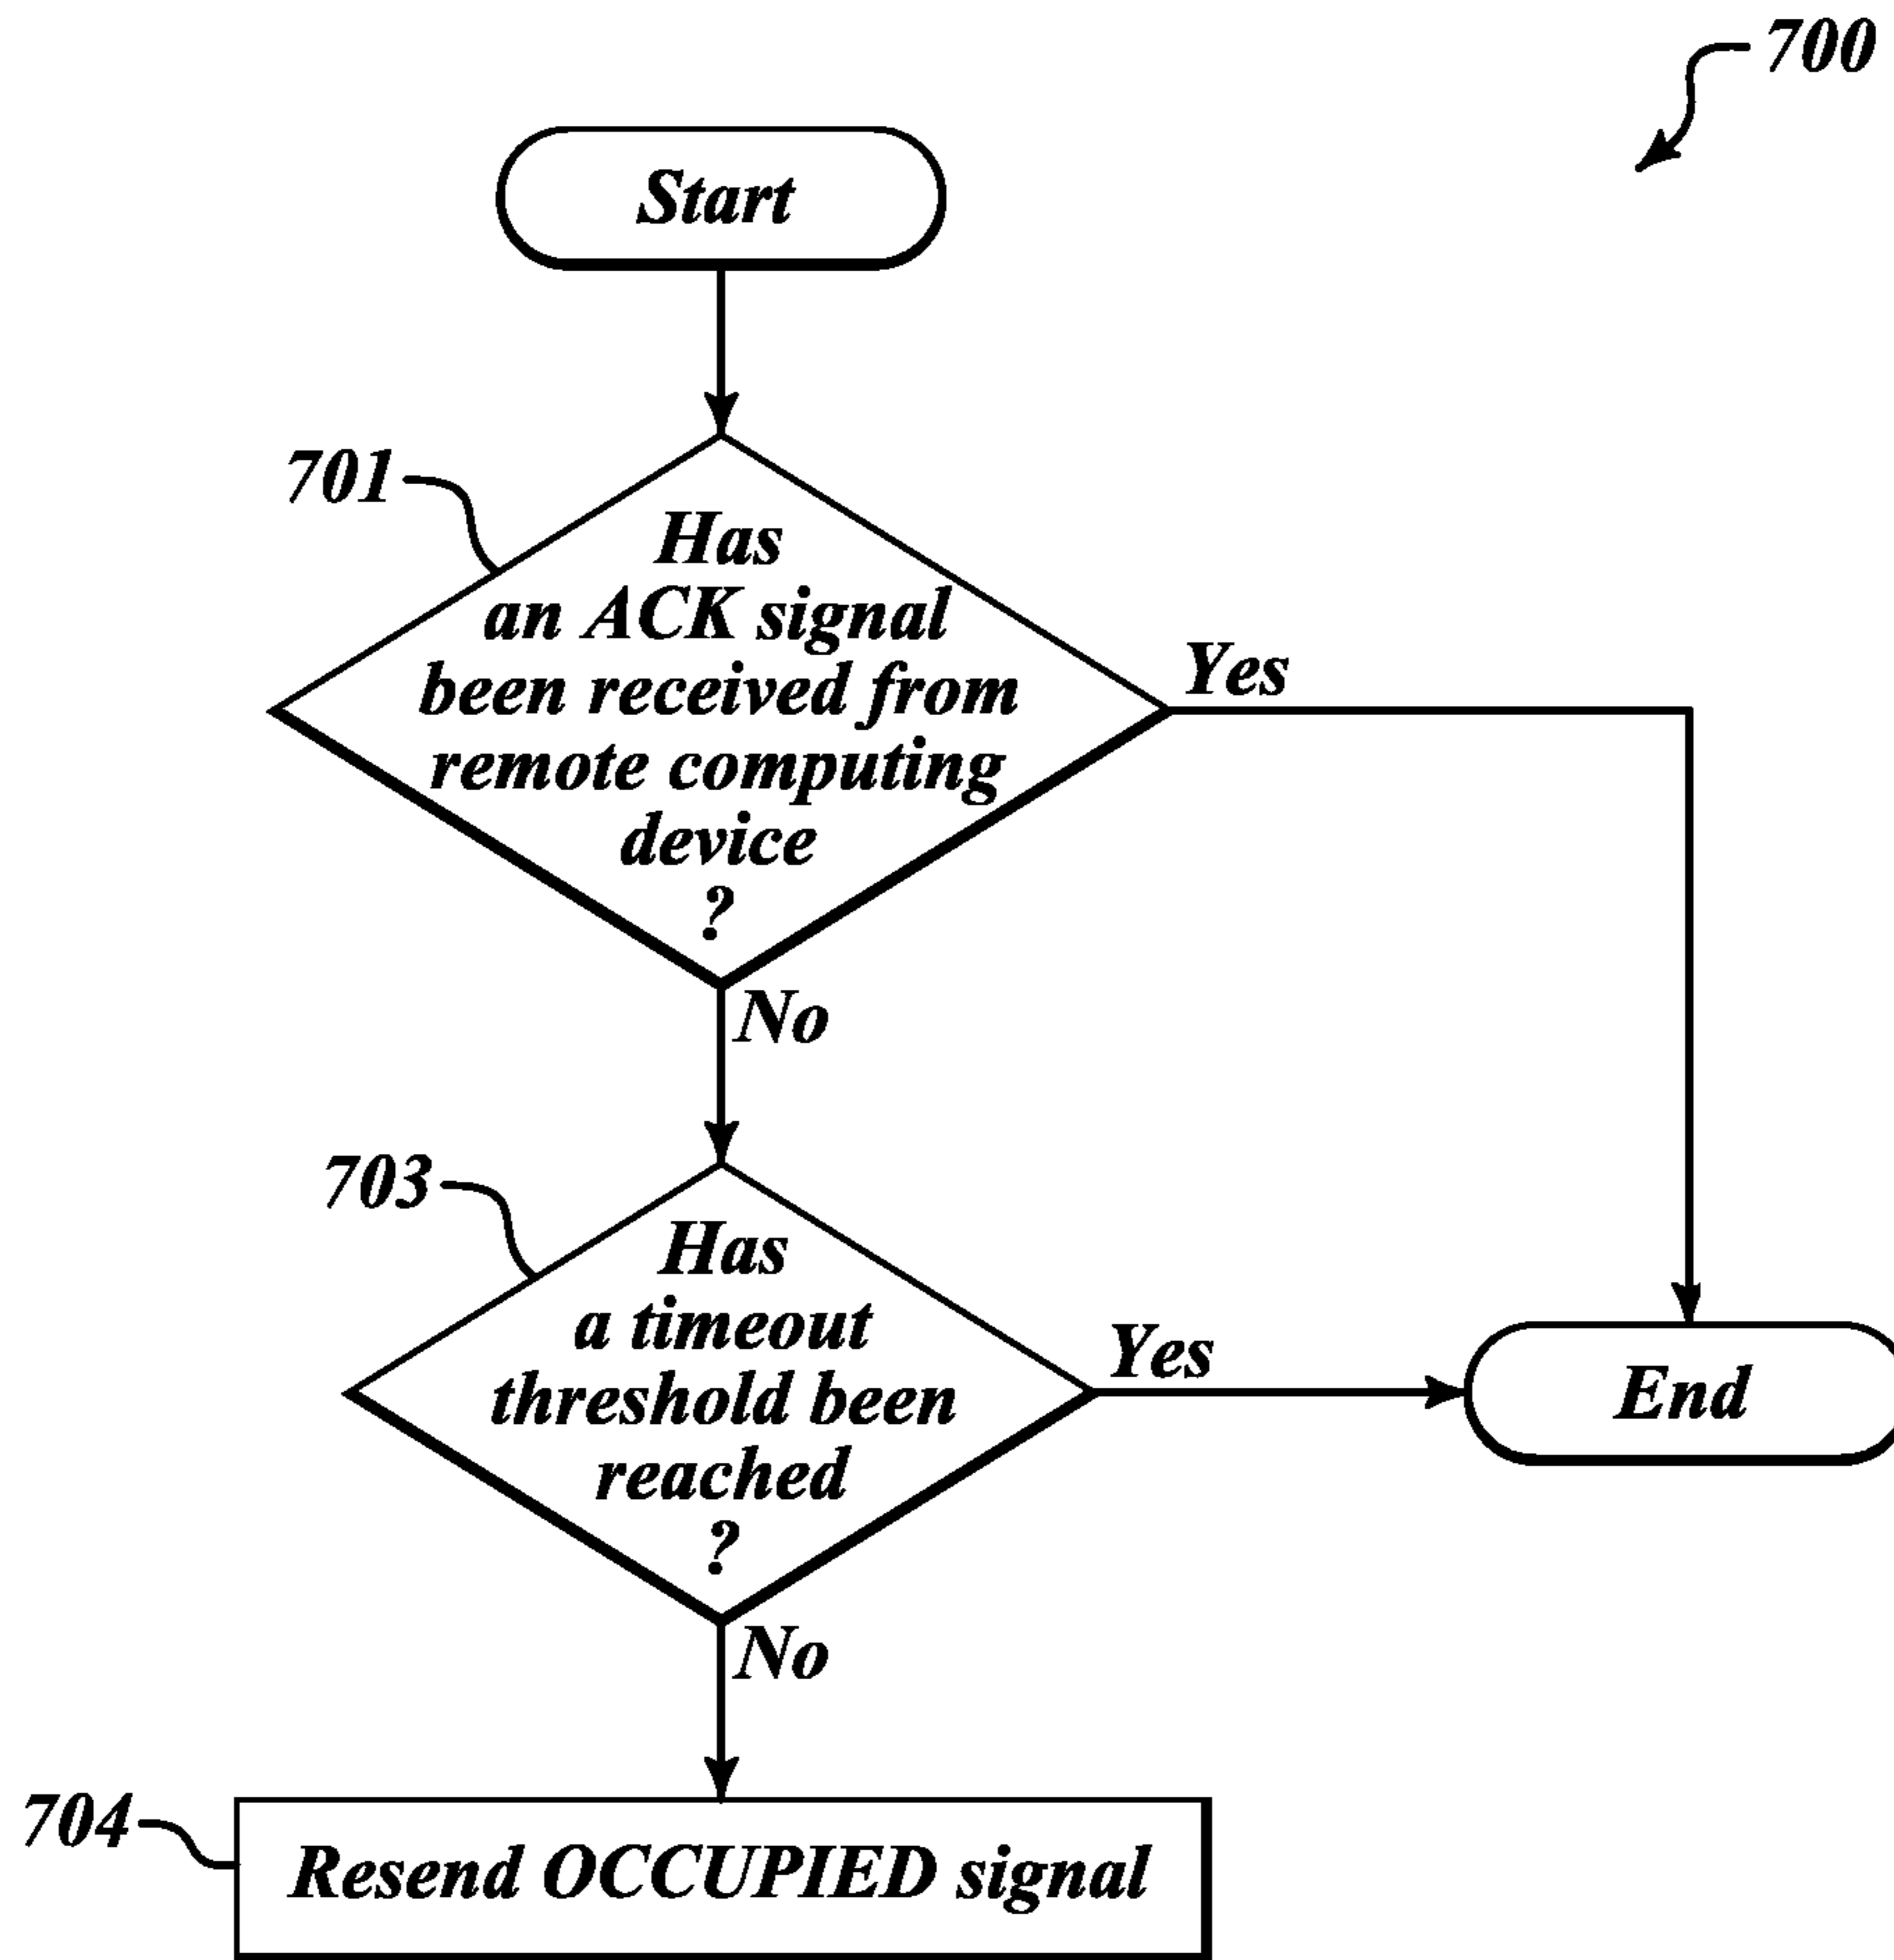 700
Start
701
Has
an ACK signal
been received from
remote computing
device
?
Yes
No
703
Has
a timeout
threshold been
reached
?
Yes
End
No
704
Resend OCCUPIED signal